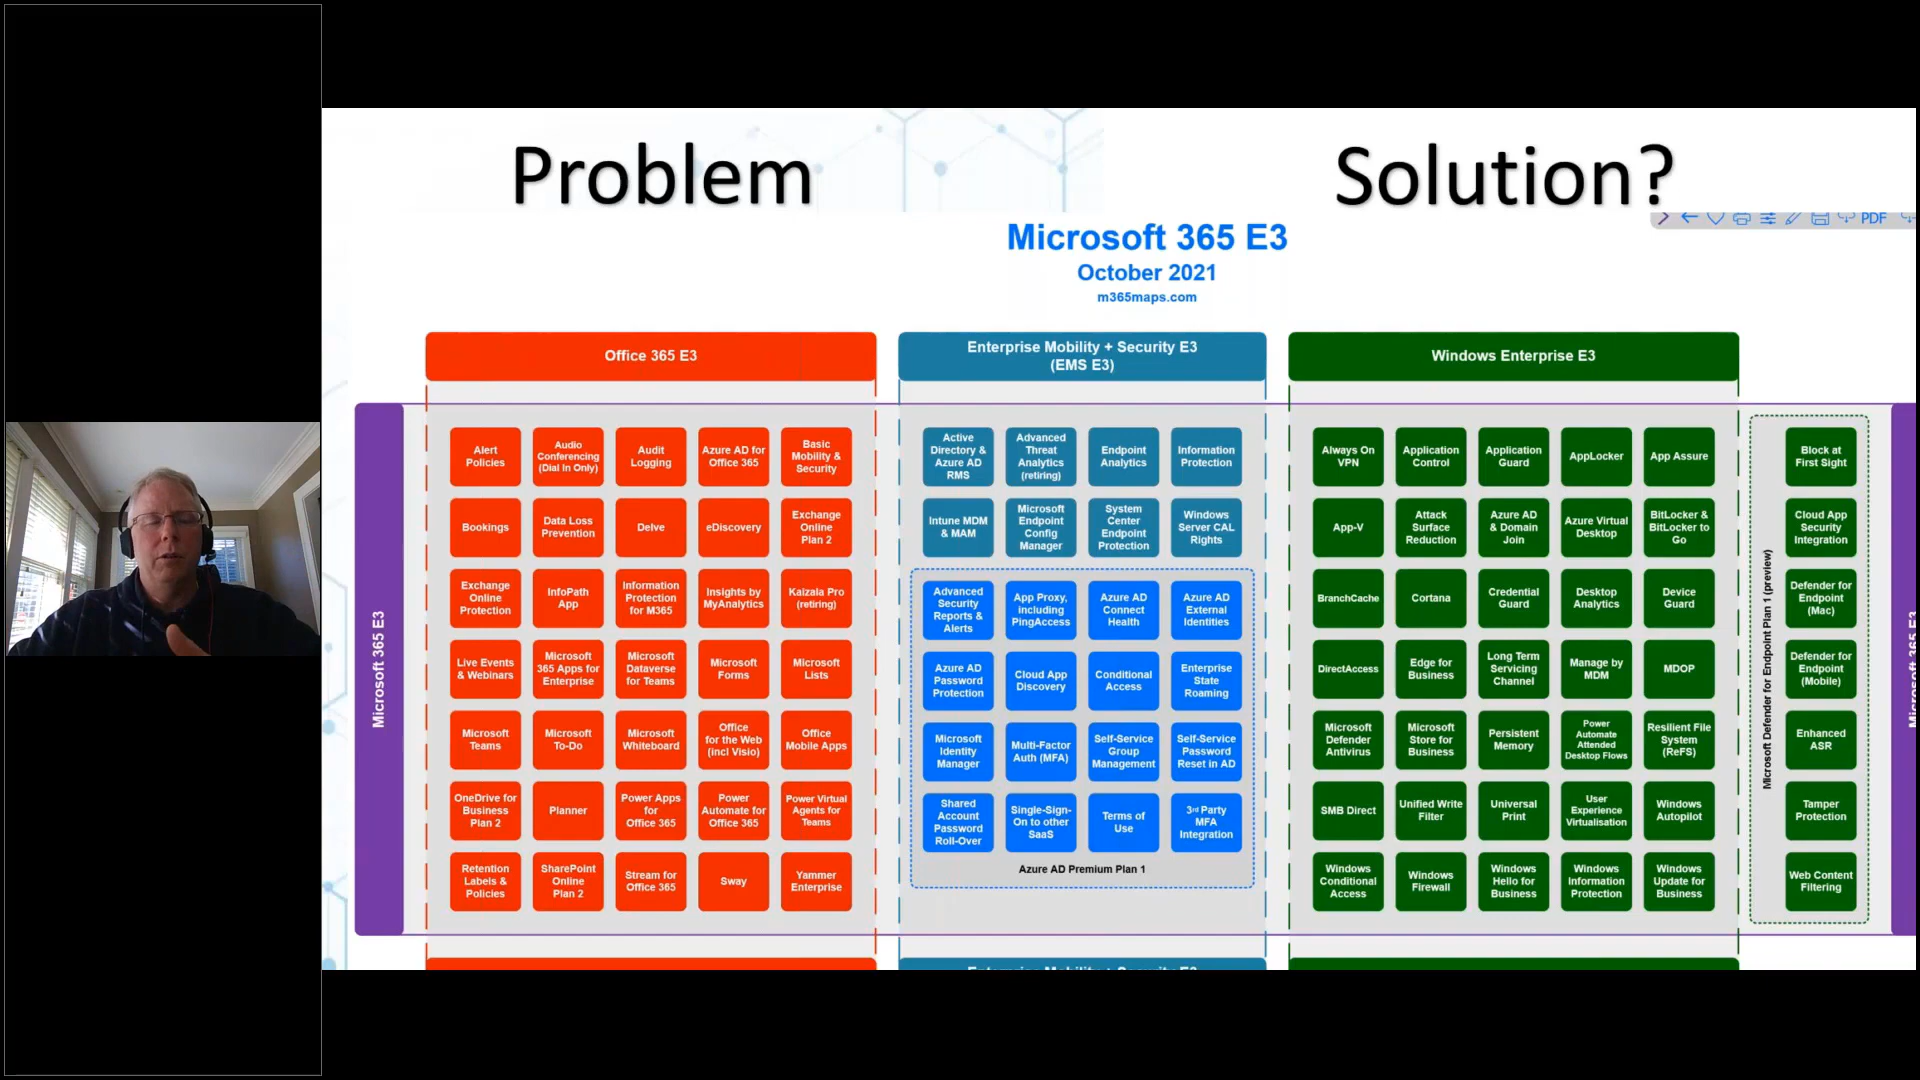 Problem
Solution?
PDF
Microsoft 365 E3
October 2021
m365maps.com
Office 365 E3
Enterprise Mobility + Security E3
(EMS E3)
Windows Enterprise E3
Microsoft 365 E3
Alert
Policies
Audio
Conferencing
(Dial In Only)
Audit
Logging
Azure AD for
Office 365
Basic
Mobility &
Security
Bookings
Data Loss
Prevention
Delve
eDiscovery
Exchange
Online
Plan 2
Exchange
Online
Protection
InfoPath
App
Information
Protection
for M365
Insights by
MyAnalytics
Kaizala Pro
(retiring)
Live Events
& Webinars
Microsoft
365 Apps for
Enterprise
Microsoft
Dataverse
for Teams
Microsoft
Forms
Microsoft
Lists
Microsoft
Teams
Microsoft
To-Do
Microsoft
Whiteboard
Office
for the Web
(incl Visio)
Office
Mobile Apps
OneDrive for
Business
Plan 2
Planner
Power Apps
for
Office 365
Power
Automate for
Office 365
Power Virtual
Agents for
Teams
Retention
Labels &
Policies
SharePoint
Online
Plan 2
Stream for
Office 365
Sway
Yammer
Enterprise
Active
Directory &
Azure AD
RMS
Advanced
Threat
Analytics
(retiring)
Endpoint
Analytics
Information
Protection
Intune MDM
& MAM
Microsoft
Endpoint
Config
Manager
System
Center
Endpoint
Protection
Windows
Server CAL
Rights
Advanced
Security
Reports &
Alerts
App Proxy,
including
PingAccess
Azure AD
Connect
Health
Azure AD
External
Identities
Azure AD
Password
Protection
Cloud App
Discovery
Conditional
Access
Enterprise
State
Roaming
Microsoft
Identity
Manager
Multi-Factor
Auth (MFA)
Self-Service
Group
Management
Self-Service
Password
Reset in AD
Shared
Account
Password
Roll-Over
Single-Sign-
On to other
SaaS
Terms of
Use
3rd Party
MFA
Integration
Azure AD Premium Plan 1
Always On
VPN
Application
Control
Application
Guard
AppLocker
App Assure
App-V
Attack
Surface
Reduction
Azure AD
& Domain
Join
Azure Virtual
Desktop
BitLocker &
BitLocker to
Go
BranchCache
Cortana
Credential
Guard
Desktop
Analytics
Device
Guard
DirectAccess
Edge for
Business
Long Term
Servicing
Channel
Manage by
MDM
MDOP
Microsoft
Defender
Antivirus
Microsoft
Store for
Business
Persistent
Memory
Power
Automate
Attended
Desktop Flows
Resilient File
System
(ReFS)
SMB Direct
Unified Write
Filter
Universal
Print
User
Experience
Virtualisation
Windows
Autopilot
Windows
Conditional
Access
Windows
Firewall
Windows
Hello for
Business
Windows
Information
Protection
Windows
Update for
Business
Microsoft Defender for Endpoint Plan 1 (preview)
Block at
First Sight
Cloud App
Security
Integration
Defender for
Endpoint
(Mac)
Defender for
Endpoint
(Mobile)
Enhanced
ASR
Tamper
Protection
Web Content
Filtering
Microsoft 365 E3
Enterprise Mobility + Security E3